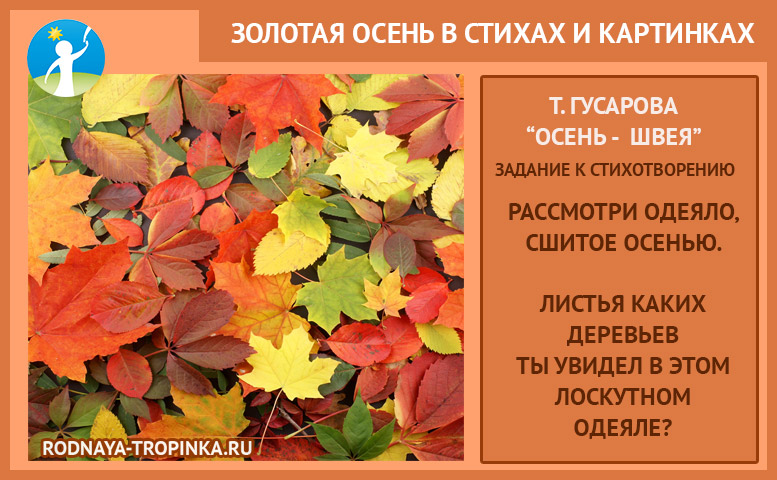 ЗОЛОТАЯ ОСЕНЬ В СТИХАХ И КАРТИНКАХ
Т. ГУСАРОВА
“ОСЕНЬ - ШВЕЯ”
ЗАДАНИЕ К СТИХОТВОРЕНИЮ
РАССМОТРИ ОДЕЯЛО,
СШИТОЕ ОСЕНЬЮ.
ЛИСТЬЯ КАКИХ
ДЕРЕВЬЕВ
ТЫ УВИДЕЛ В ЭТОМ
ЛОСКУТНОМ
ОДЕЯЛЕ?
RODNAYA-TROPINKA.RU